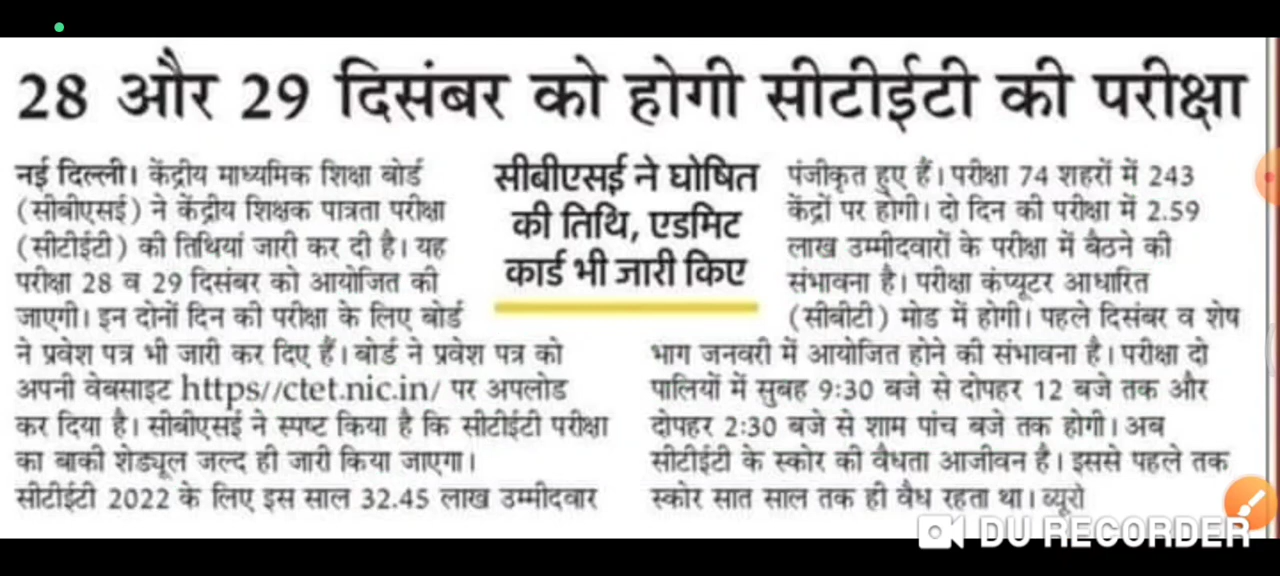 28 और 29 दिसंबर को होगी सीटीईटी की परीक्षा
नई दिल्ली। केंद्रीय माध्यमिक शिक्षा बोर्ड
(सीबीएसई) ने केंद्रीय शिक्षक पात्रता परीक्षा
(सीटीईटी) की तिथियां जारी कर दी है। यह
परीक्षा 28 व 29 दिसंबर को आयोजित की
जाएगी। इन दोनों दिन की परीक्षा के लिए बोर्ड
ने प्रवेश पत्र भी जारी कर दिए हैं। बोर्ड ने प्रवेश पत्र को
अपनी वेबसाइट https//ctet.nic.in/ पर अपलोड
कर दिया है। सीबीएसई ने स्पष्ट किया है कि सीटीईटी परीक्षा
का बाकी शेड्यूल जल्द ही जारी किया जाएगा।
सीटीईटी 2022 के लिए इस साल 32.45 लाख उम्मीदवार
सीबीएसई ने घोषित
की तिथि, एडमिट
कार्ड भी जारी किए
पंजीकृत हुए हैं। परीक्षा 74 शहरों में 243
केंद्रों पर होगी। दो दिन की परीक्षा में 2.59
लाख उम्मीदवारों के परीक्षा में बैठने की
संभावना है। परीक्षा कंप्यूटर आधारित
(सीबीटी) मोड में होगी। पहले दिसंबर व शेष
भाग जनवरी में आयोजित होने की संभावना है। परीक्षा दो
पालियों में सुबह 9:30 बजे से दोपहर 12 बजे तक और
दोपहर 2:30 बजे से शाम पांच बजे तक होगी। अब
सीटीईटी के स्कोर की वैधता आजीवन है। इससे पहले तक
स्कोर सात साल तक ही वैध रहता था। ब्यूरो
DU RECORDER